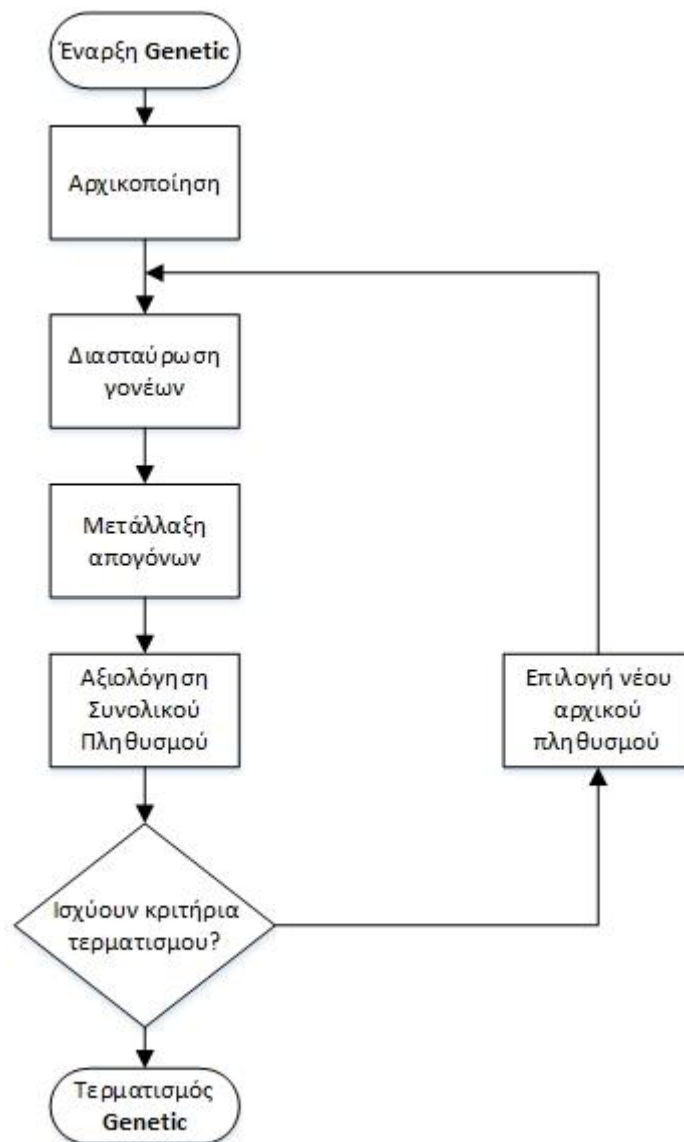 Έναρξη Genetic
Αρχικοποίηση
Διασταύρωση
γονέων
Μετάλλαξη
απογόνων
Αξιολόγηση
Συνολικού
Πληθυσμού
Επιλογή νέου
αρχικού
πληθυσμού
Ισχύουν κριτήρια
τερματισμου?
Τερματισμός
Genetic